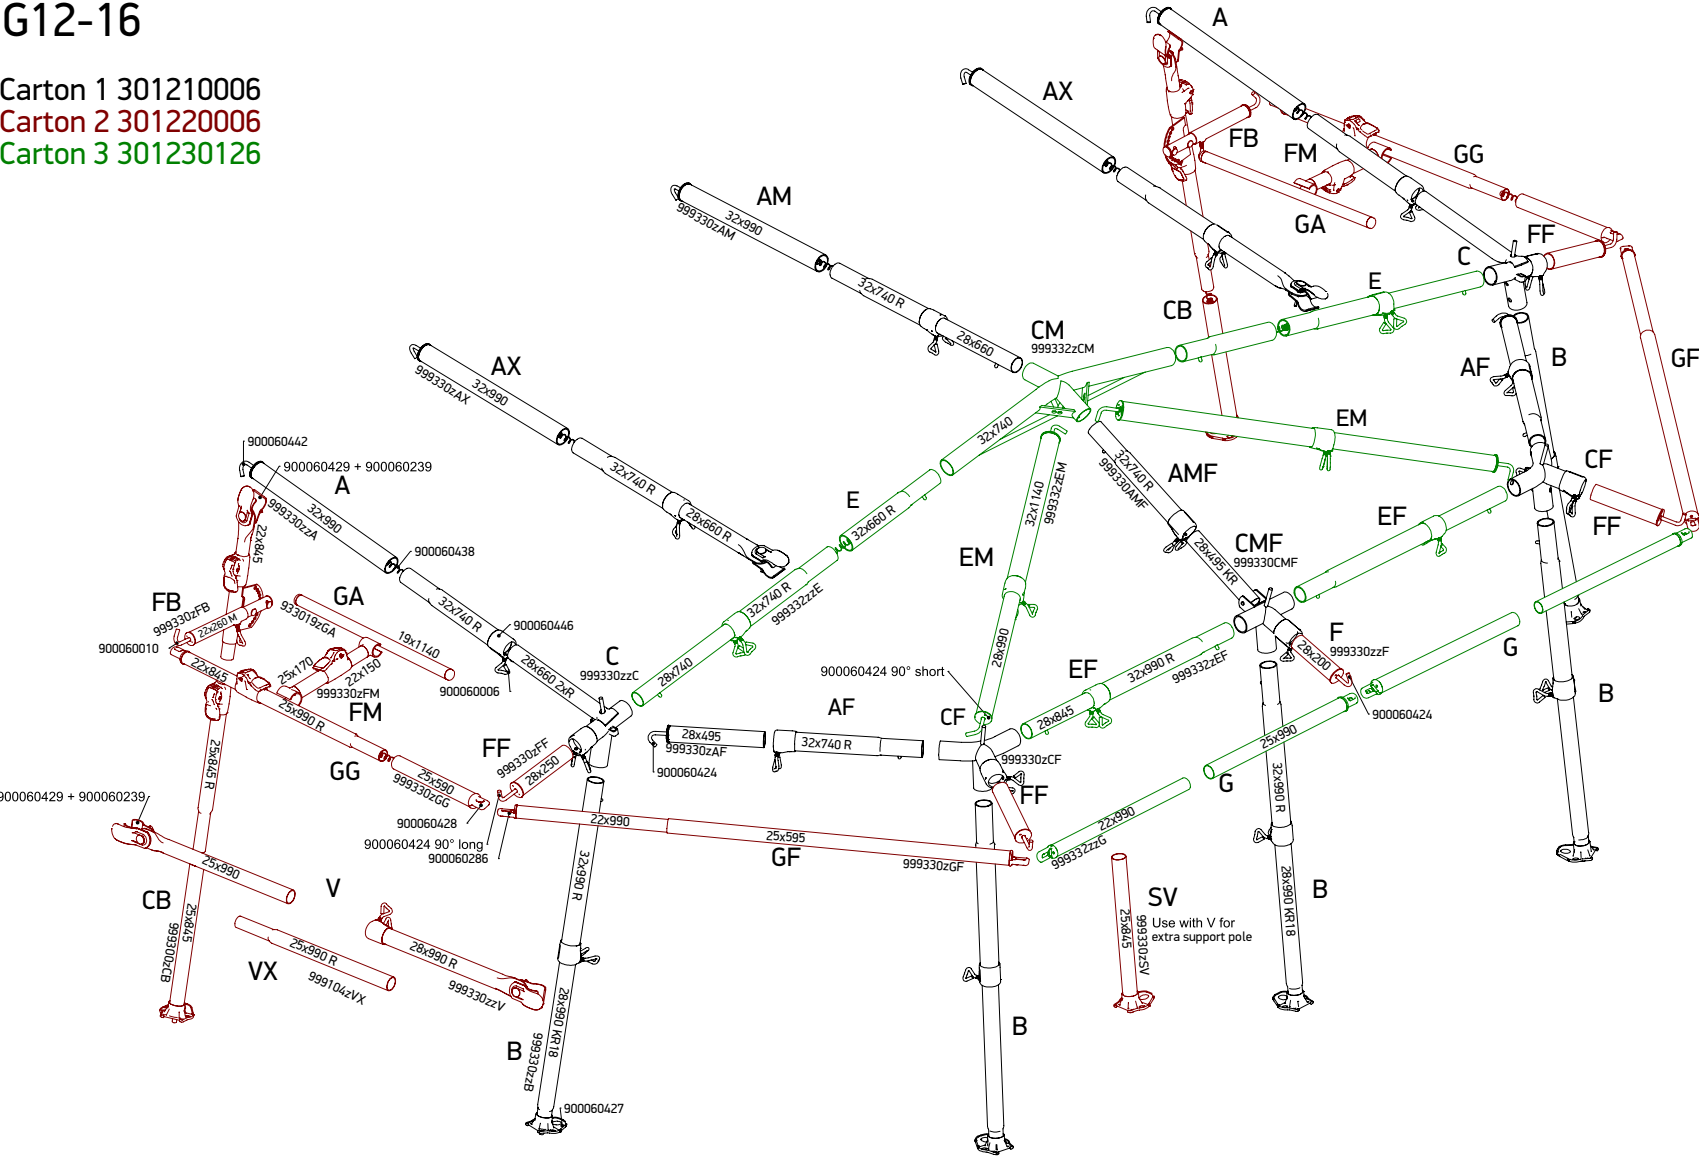 G12-16
Carton 1 301210006
Carton 2 301220006
Carton 3 301230126
A
AX
FB
FM
GG
GA
AM
32x990
999330zAM
32x740 R
28x660
CM
999332zCM
C
FF
E
CB
AF
B
GF
AX
32x990
999330zAX
32x740 R
28x660 R
32x740
EM
32x740 R
999330AMF
AMF
28x495 KR
CF
FF
EF
900060442
900060429 + 900060239
A
32x990
999330zzA
22x845
900060438
32x740 R
900060446
28x660 2xR
900060006
E
32x660 R
32x740 R
999332zzE
28x740
32x1140
999332zEM
EM
28x990
CMF
999330CMF
FB
999330zFB
22x260 M
900060010
GA
933019zGA
19x1140
22x845
25x170
22x150
999330zFM
FM
25x990 R
GG
25x590
999330zGG
900060428
C
999330zzC
FF
999330zFF
28x250
900060424 90° short
EF
32x990 R
999332zEF
28x845
F
999330zzF
28x200
G
B
900060424
AF
28x495
999330zAF
900060424
32x740 R
CF
999330zCF
FF
25x990
G
22x990
999332zzG
900060429 + 900060239
25x845 R
900060424 90° long
900060286
22x990
25x595
GF
999330zGF
25x990
V
CB
25x845
999330zCB
25x990 R
VX
999104zVX
28x990 R
999330zzV
32x990 R
28x990 KR18
999330zzB
B
900060427
B
SV
Use with V for
extra support pole
25x845
999330zSV
32x990 R
28x990 KR18
B